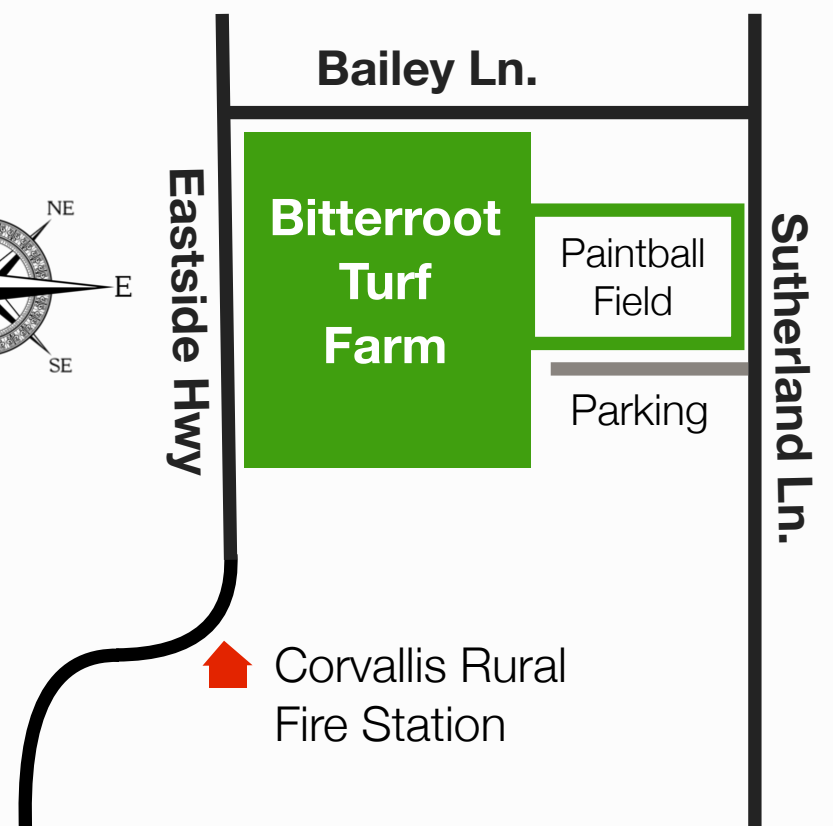 Bailey Ln.
NE
E
SE
Eastside Hwy
Bitterroot
Turf
Farm
Paintball
Field
Parking
Sutherland Ln.
Corvallis Rural
Fire Station